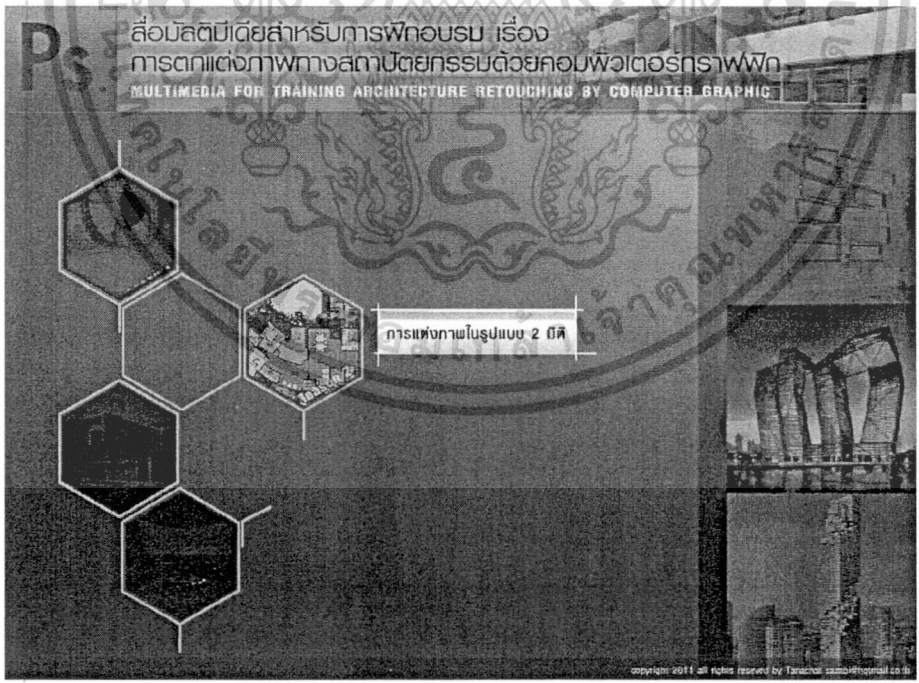 Ps
สื่อมัลติมีเดียสำหรับการฟึกอบรม เรื่อง
การตกแต่งภาพทางสถาปัตยกรรมด้วยคอมพิวเตอร์กราฟฟิก
MULTIMEDIA FOR TRAINING ARCHITECTURE RETOUCHING BY COMPUTER GRAPHIC
การแต่งภาพในรูปแบบ 2 มิติ
copyright 2011 all rights reseved by Tanachot